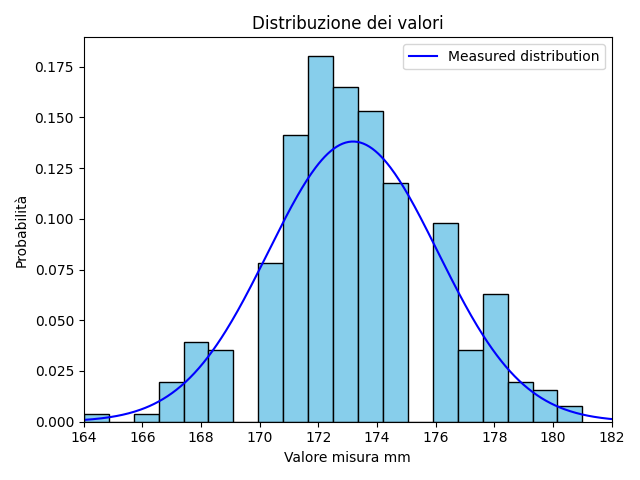 Distribuzione dei valori
Measured distribution
Probabilità
0.175
0.150
0.125
0.100
0.075
0.050
0.025
0.000
164 166 168 170 172 174 176 178 180 182
Valore misura mm